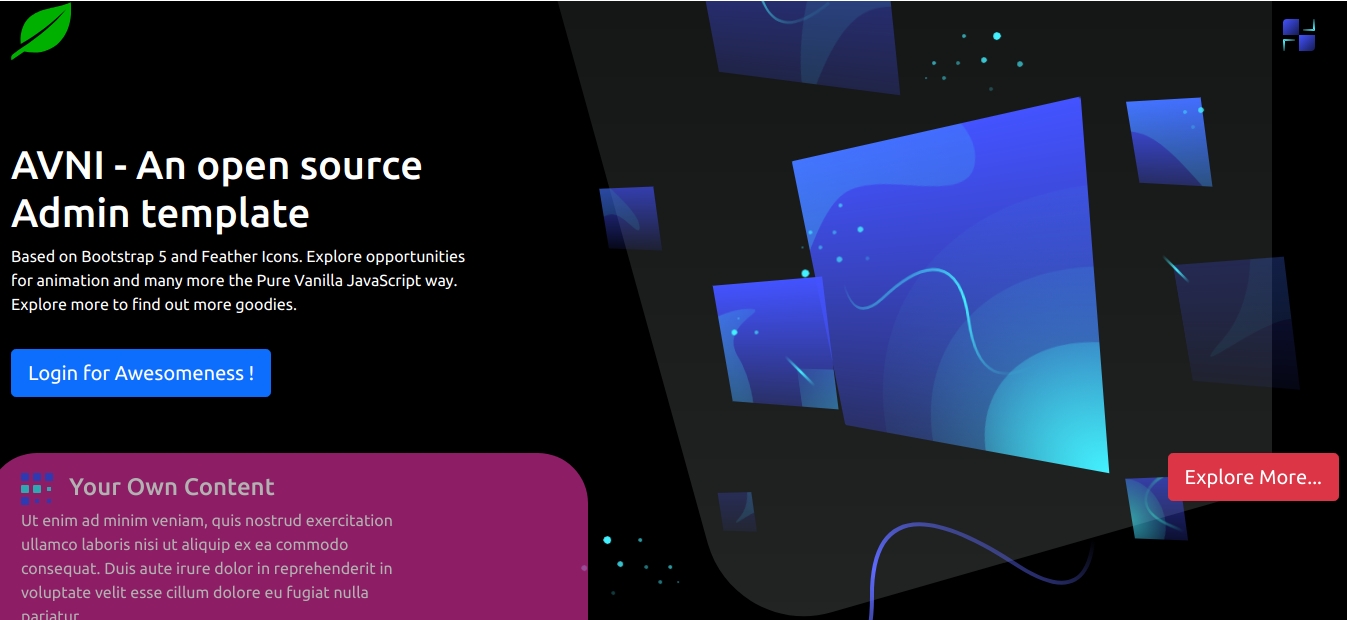 AVNI - An open source
Admin template
Based on Bootstrap 5 and Feather Icons. Explore opportunities
for animation and many more the Pure Vanilla JavaScript way.
Explore more to find out more goodies.
Login for Awesomeness !
Explore More...
Your Own Content
Ut enim ad minim veniam, quis nostrud exercitation
ullamco laboris nisi ut aliquip ex ea commodo
consequat. Duis aute irure dolor in reprehenderit in
voluptate velit esse cillum dolore eu fugiat nulla
pariatur